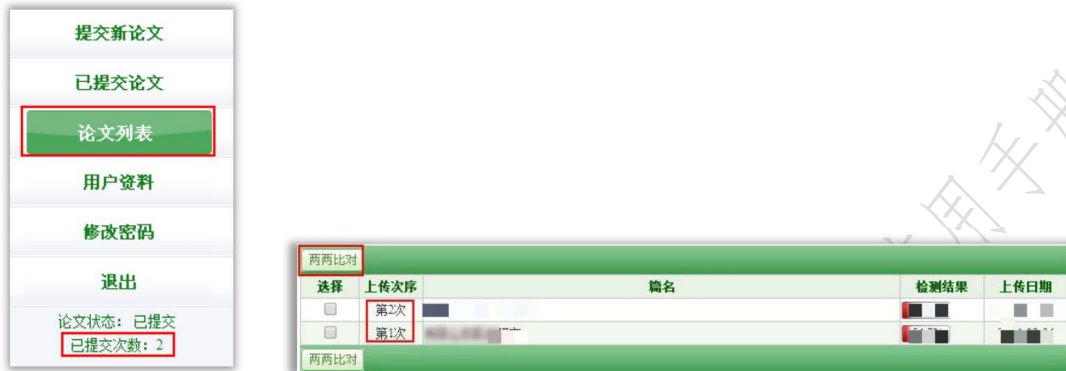 提交新论文
已提交论文
论文列表
用户资料
修改密码
退出
论文状态: 已提交
已提交次数: 2
两两比对
选择 上传次序 篇名 检测结果 上传日期
第2次
第1次
两两比对
用手册